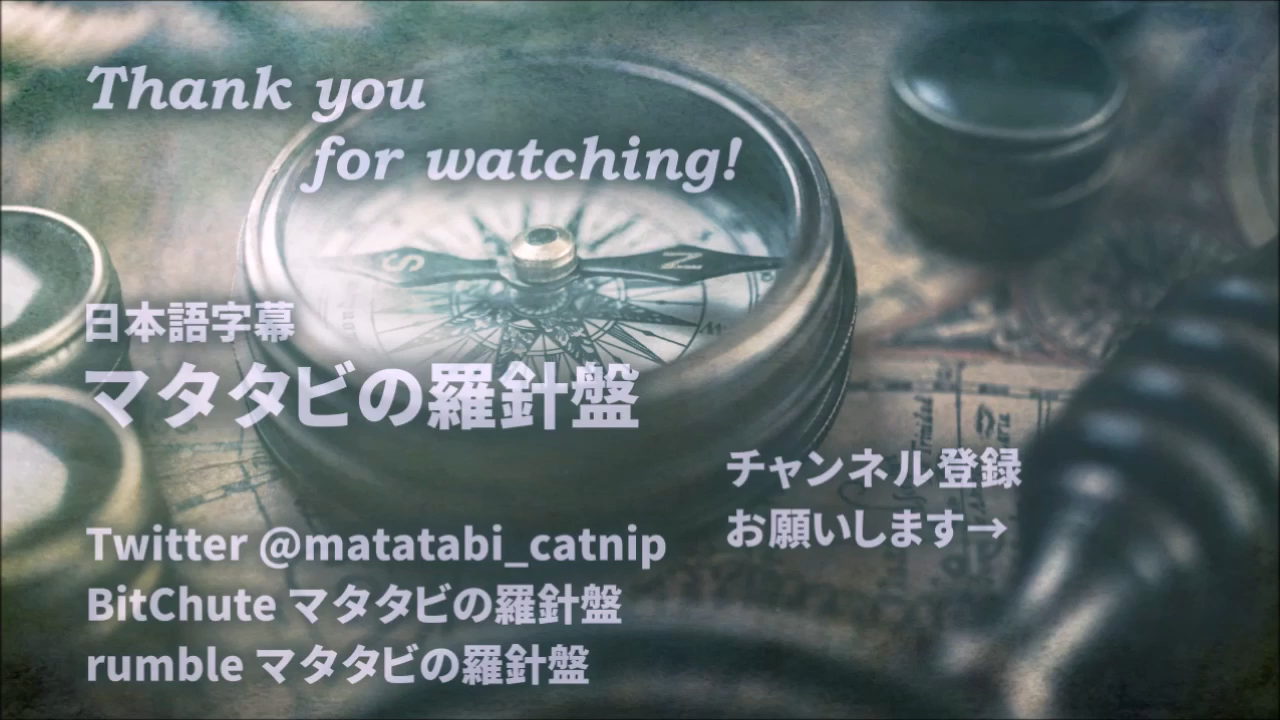 Thank you
for watching!
S
N
日本語字幕
マタタビの羅針盤
チャンネル登録
お願いします→
Twitter @matatabi_catnip
BitChute マタタビの羅針盤
rumble マタタビの羅針盤